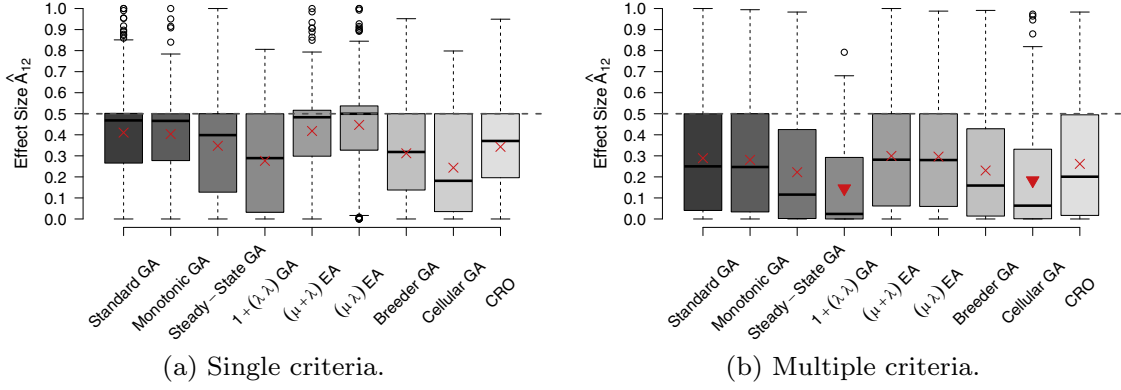 Effect Size Â12
1.0
0.9
0.8
0.7
0.6
0.5
0.4
0.3
0.2
0.1
0.0
Standard GA
Monotonic GA
Steady−State GA
1+(λ,λ) GA
(μ+λ) EA
(μ,λ) EA
Breeder GA
Cellular GA
CRO
(a) Single criteria.
Effect Size Â12
1.0
0.9
0.8
0.7
0.6
0.5
0.4
0.3
0.2
0.1
0.0
Standard GA
Monotonic GA
Steady−State GA
1+(λ,λ) GA
(μ+λ) EA
(μ,λ) EA
Breeder GA
Cellular GA
CRO
(b) Multiple criteria.